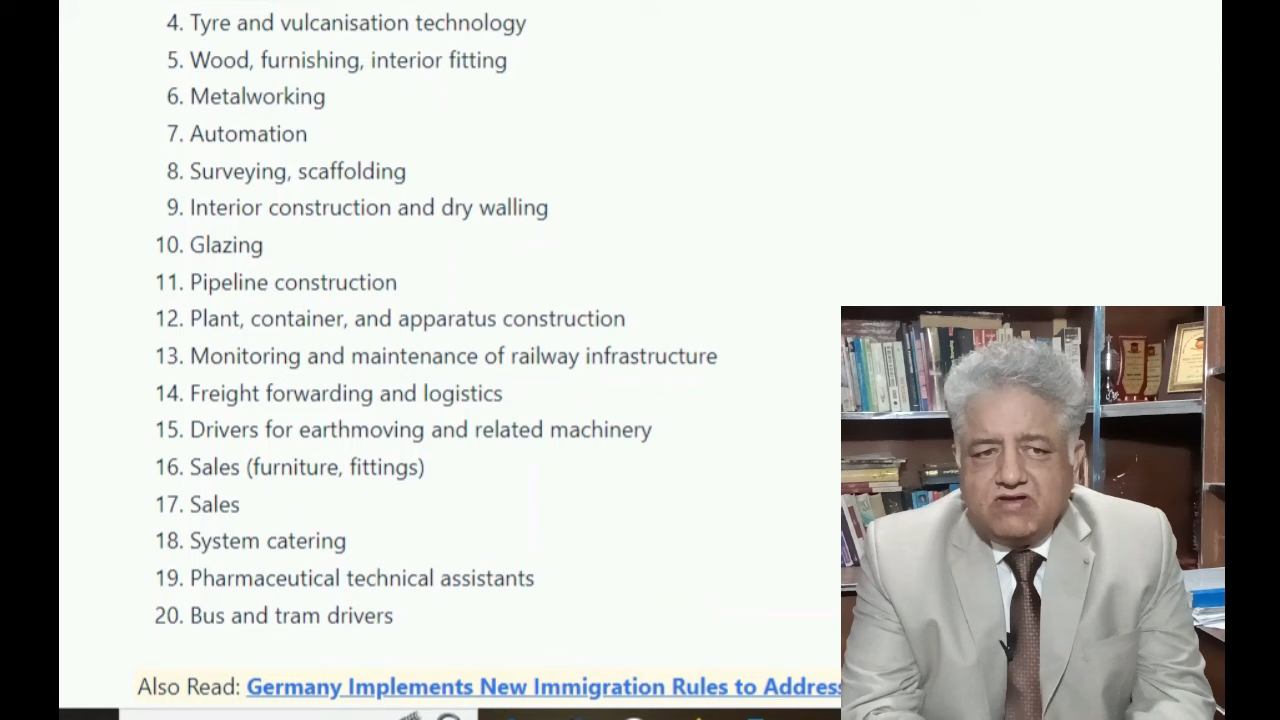 4. Tyre and vulcanisation technology
5. Wood, furnishing, interior fitting
6. Metalworking
7. Automation
8. Surveying, scaffolding
9. Interior construction and dry walling
10. Glazing
11. Pipeline construction
12. Plant, container, and apparatus construction
13. Monitoring and maintenance of railway infrastructure
14. Freight forwarding and logistics
15. Drivers for earthmoving and related machinery
16. Sales (furniture, fittings)
17. Sales
18. System catering
19. Pharmaceutical technical assistants
20. Bus and tram drivers
Also Read: Germany Implements New Immigration Rules to Address